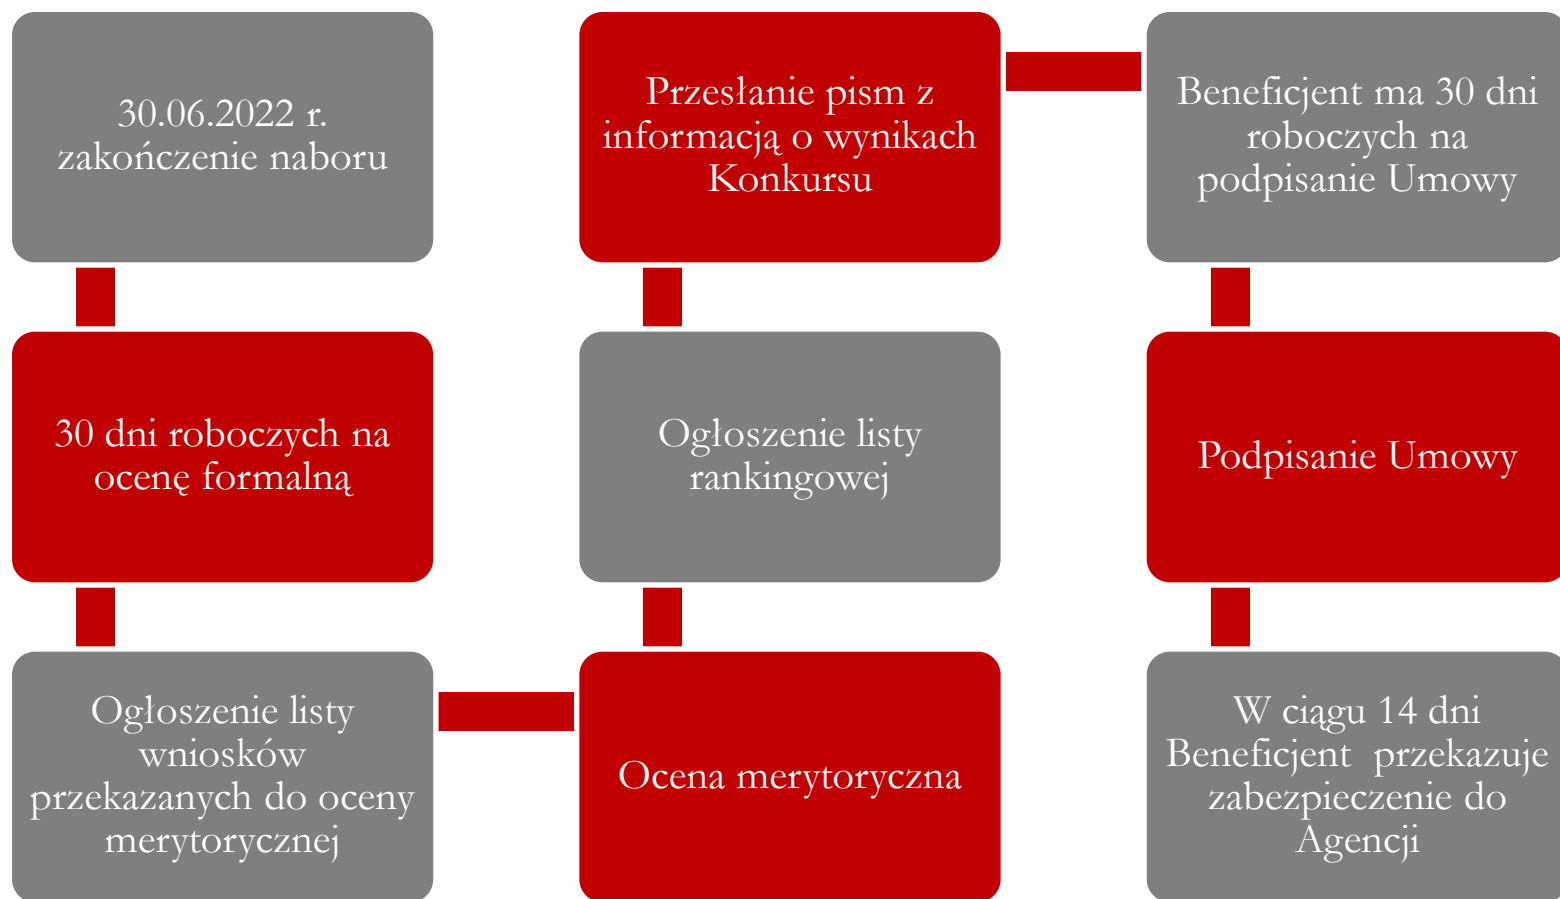 30.06.2022 r.
zakończenie naboru
30 dni roboczych na
ocenę formalną
Ogłoszenie listy
wniosków
przekazanych do oceny
merytorycznej
Ocena merytoryczna
Ogłoszenie listy
rankingowej
Przesłanie pism z
informacją o wynikach
Konkursu
Beneficjent ma 30 dni
roboczych na
podpisanie Umowy
Podpisanie Umowy
W ciągu 14 dni
Beneficjent  przekazuje
zabezpieczenie do
Agencji